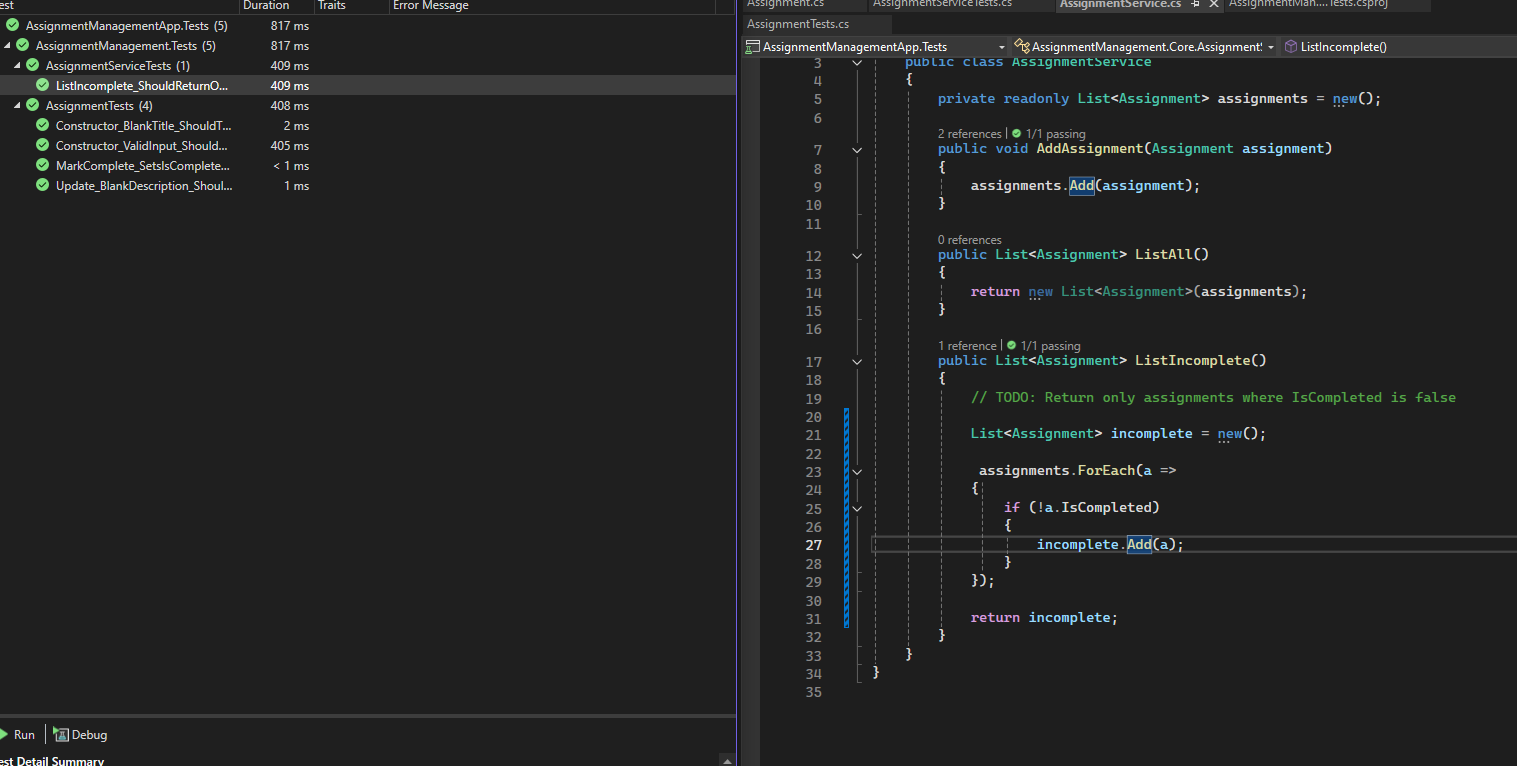 est Duration Traits Error Message
AssignmentManagementApp.Tests (5) 817 ms
AssignmentManagement.Tests (5) 817 ms
AssignmentServiceTests (1) 409 ms
ListIncomplete_ShouldReturnO... 409 ms
AssignmentTests (4) 408 ms
Constructor_BlankTitle_ShouldT... 2 ms
Constructor_ValidInput_Should... 405 ms
MarkComplete_SetsIsComplete... < 1 ms
Update_BlankDescription_Shoul... 1 ms
Run Debug
est Detail Summary
Assignment.cs AssignmentServiceTests.cs AssignmentService.cs AssignmentMan....Tests.csproj
AssignmentTests.cs
AssignmentManagementApp.Tests AssignmentManagement.Core.Assignment ListIncomplete()
3 public class AssignmentService
4 {
5 private readonly List<Assignment> assignments = new();
6
2 references | 1/1 passing
7 public void AddAssignment(Assignment assignment)
8 {
9 assignments.Add(assignment);
10 }
11
0 references
12 public List<Assignment> ListAll()
13 {
14 return new List<Assignment>(assignments);
15 }
16
1 reference | 1/1 passing
17 public List<Assignment> ListIncomplete()
18 {
19 // TODO: Return only assignments where IsCompleted is false
20
21 List<Assignment> incomplete = new();
22
23 assignments.ForEach(a =>
24 {
25 if (!a.IsCompleted)
26 {
27 incomplete.Add(a);
28 }
29 });
30
31 return incomplete;
32 }
33 }
34 }
35